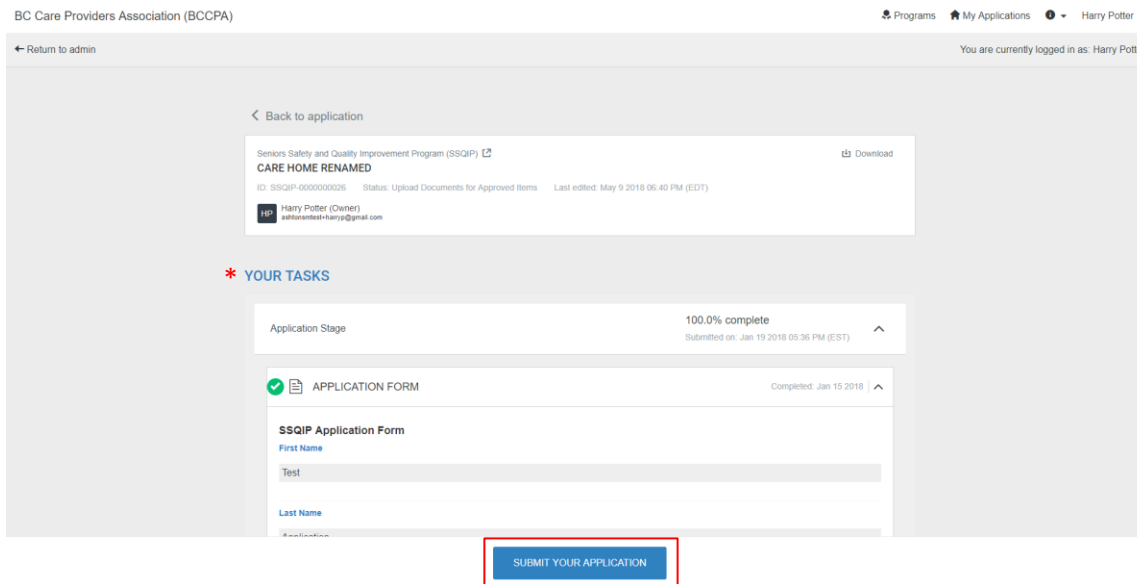 BC Care Providers Association (BCCPA) Programs My Applications Harry Potter
Return to admin You are currently logged in as: Harry Pott
Back to application
Seniors Safety and Quality Improvement Program (SSQIP) Download
CARE HOME RENAMED
ID: SSQIP-0000000026 Status: Upload Documents for Approved Items Last edited: May 9 2018 06:40 PM (EDT)
HP Harry Potter (Owner)
ashtonsmtest+harryp@gmail.com
* YOUR TASKS
Application Stage 100.0% complete
Submitted on: Jan 19 2018 05:36 PM (EST)
APPLICATION FORM Completed: Jan 15 2018
SSQIP Application Form
First Name
Test
Last Name
Application
SUBMIT YOUR APPLICATION